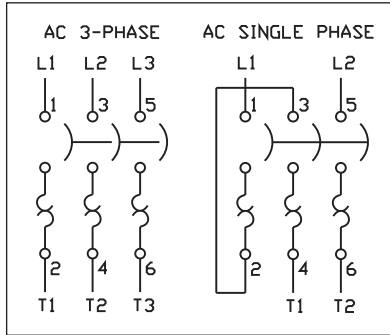 AC 3-PHASE AC SINGLE PHASE
L1 L2 L3 L1 L2
1 3 5 1 3 5
2 4 6 2 4 6
T1 T2 T3 T1 T2